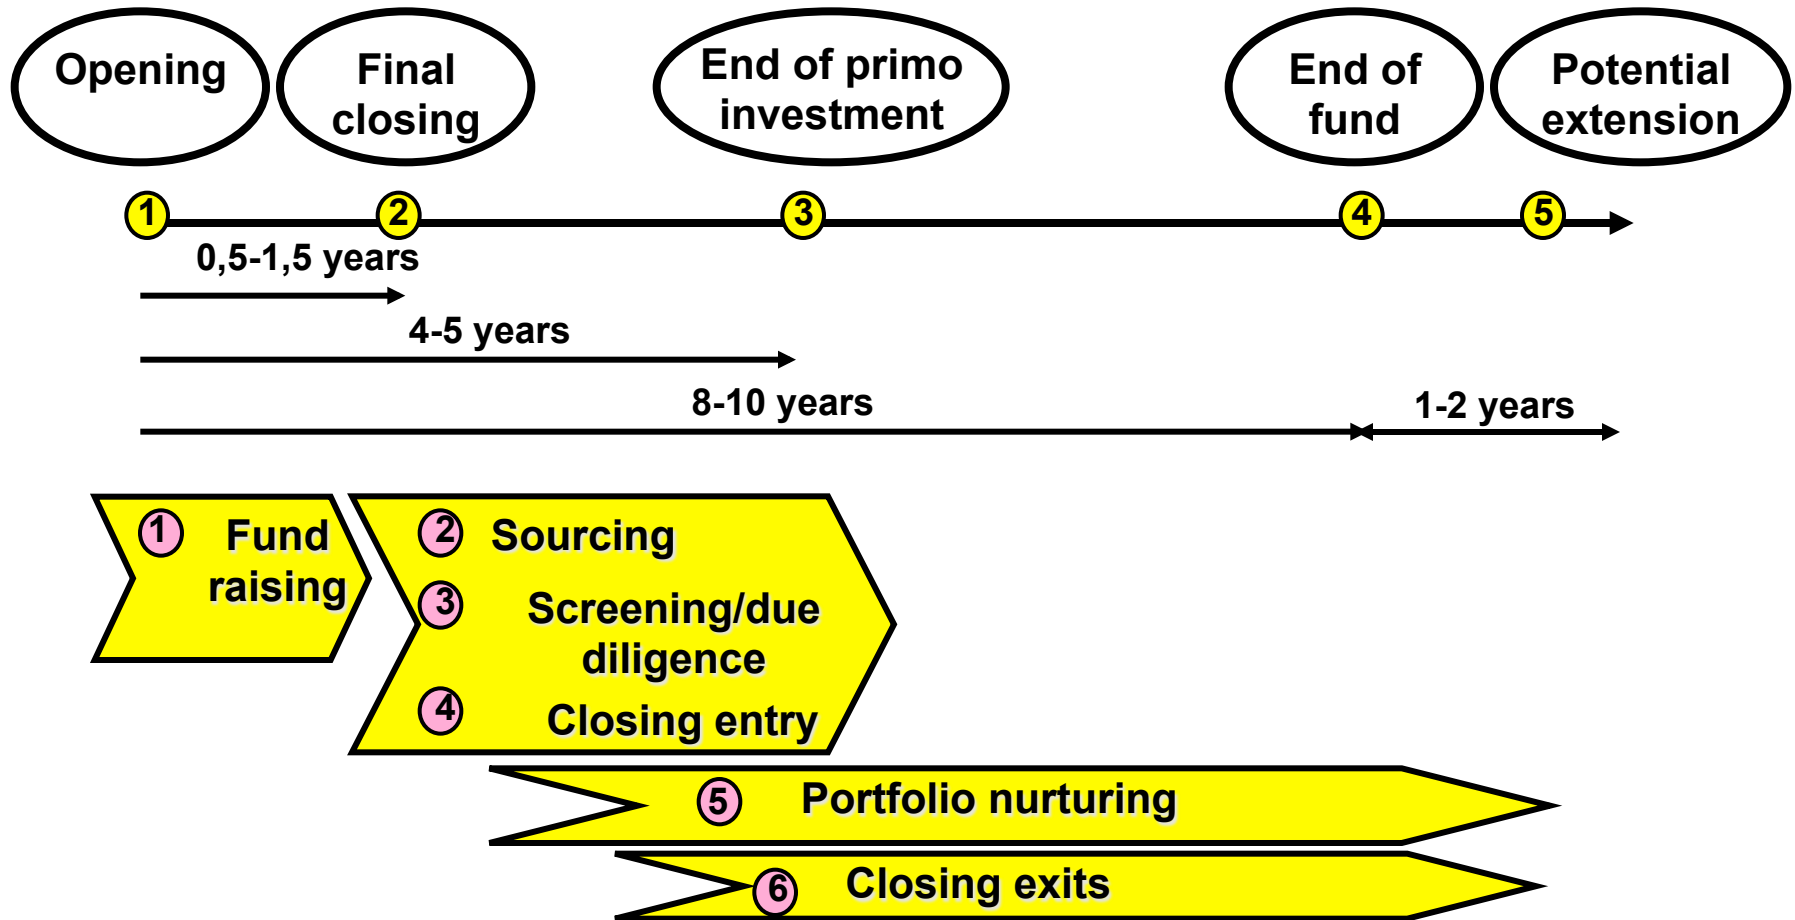 Opening
Final
closing
End of primo
investment
End of
fund
Potential
extension
1
2
3
4
5
0,5-1,5 years
4-5 years
8-10 years
1-2 years
1
Fund
raising
2
Sourcing
3
Screening/due
diligence
4
Closing entry
5
Portfolio nurturing
6
Closing exits